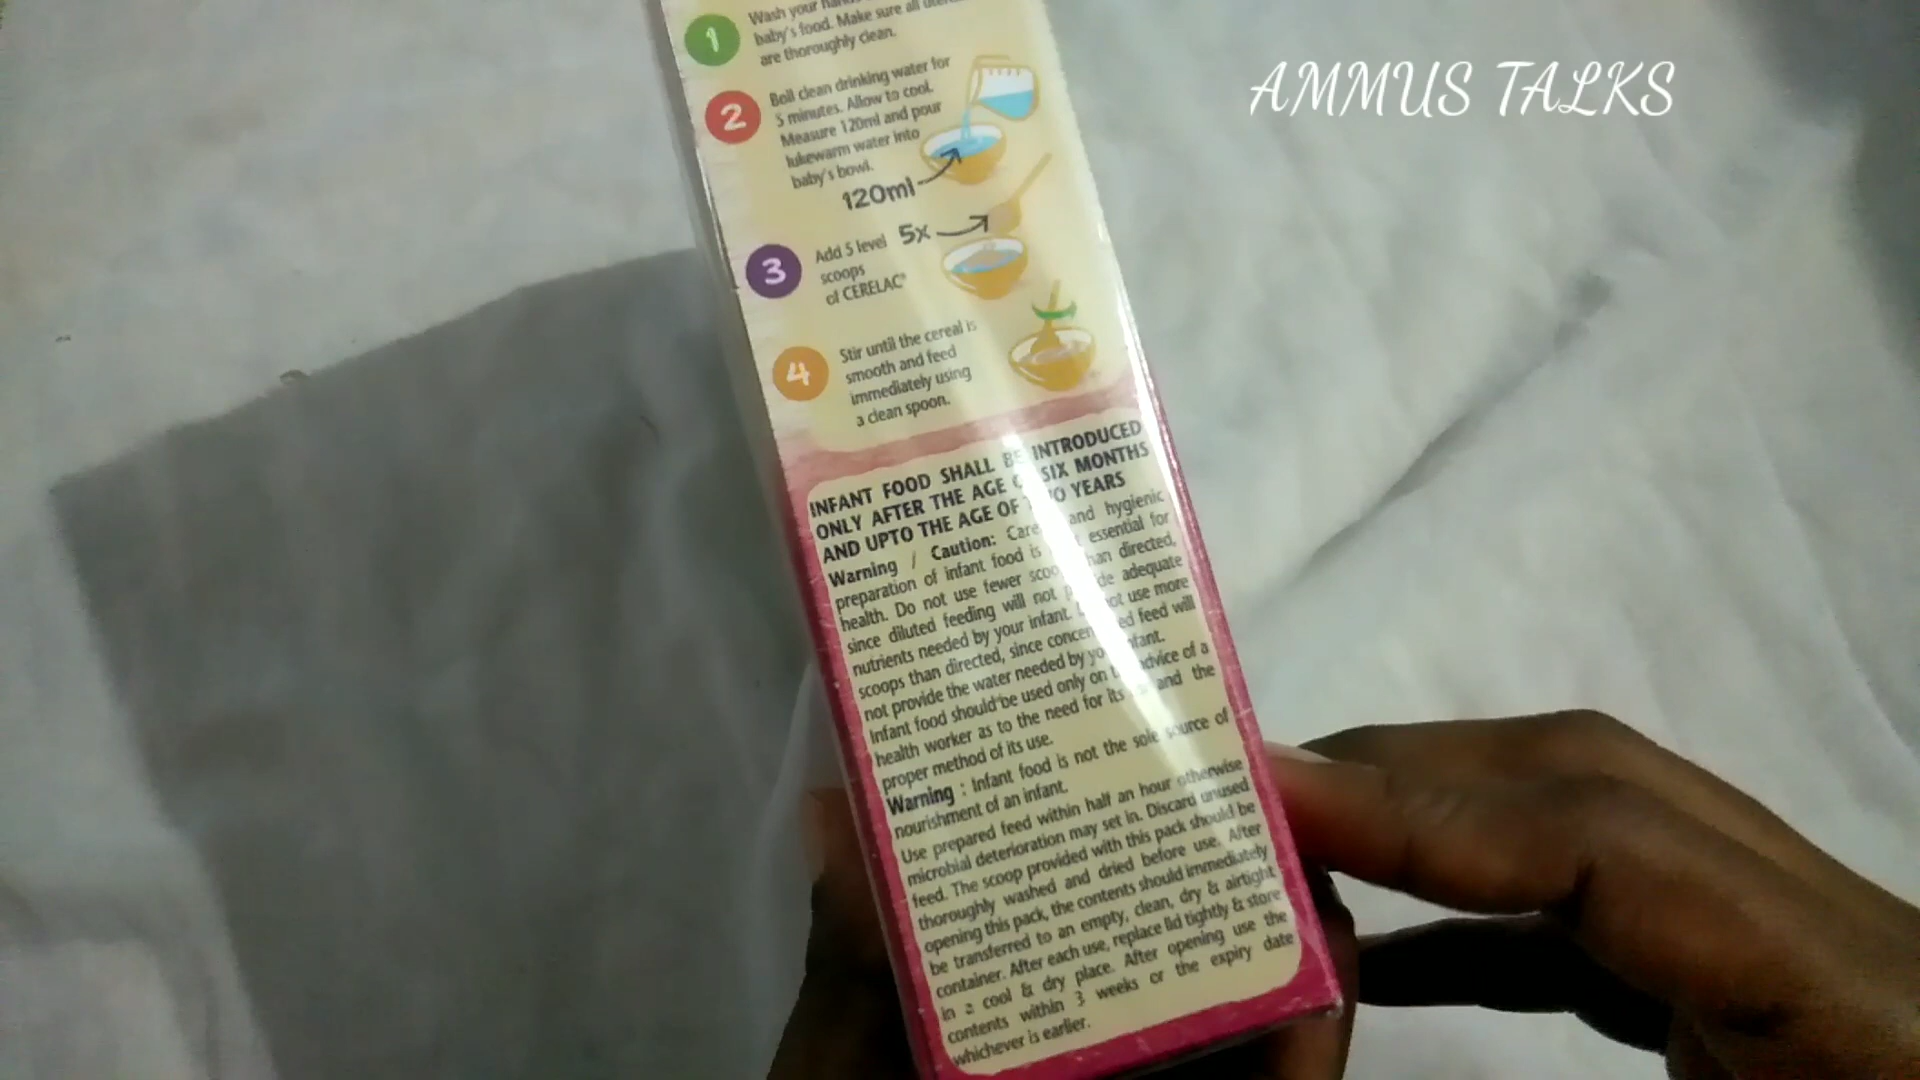 AMMUS TALKS
1
Wash your
baby's food. Make sure all
are thoroughly clean.
2
Boil clean drinking water for
5 minutes. Allow to cool.
Measure 120ml and pour
lukewarm water into
baby's bowl.
120ml
3
Add 5 level
scoops
of CERELAC®
5x
4
Stir until the cereal is
smooth and feed
immediately using
a clean spoon.
INFANT FOOD SHALL BE INTRODUCED
ONLY AFTER THE AGE SIX MONTHS
AND UPTO THE AGE OF YEARS
Warning / Caution: and hygienic
preparation of infant food is essential for
health. Do not use fewer than directed,
since diluted feeding will not adequate
nutrients needed by your infant. use more
scoops than directed, since feed will
not provide the water needed by
Infant food should be used only on advice of a
health worker as to the need for its and the
proper method of its use.
Warning : Infant food is not the sole source of
nourishment of an infant.
Use prepared feed within half an hour otherwise
microbial deterioration may set in. Discard unused
feed. The scoop provided with this pack should be
thoroughly washed and dried before use. After
opening this pack, the contents should immediately
be transferred to an empty, clean, dry & airtight
container. After each use, replace lid tightly & store
in a cool & dry place. After opening use the
contents within 3 weeks or the expiry date
whichever is earlier.